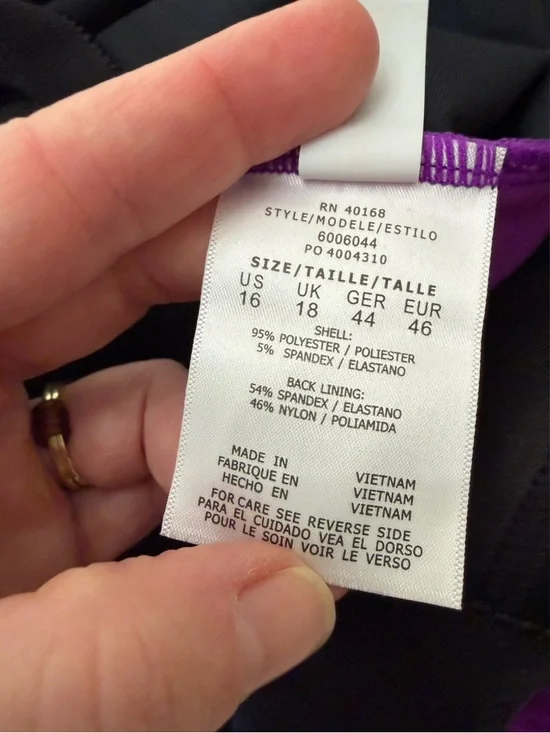 RN 40168
STYLE/MODELE/ESTILO
6006044
PO 4004310
SIZE/TAILLE/TALLE
US UK GER EUR
16 18 44 46
SHELL:
95% POLYESTER / POLIESTER
5% SPANDEX / ELASTANO
BACK LINING:
54% SPANDEX / ELASTANO
46% NYLON / POLIAMIDA
MADE IN VIETNAM
FABRIQUE EN VIETNAM
HECHO EN VIETNAM
FOR CARE SEE REVERSE SIDE
PARA EL CUIDADO VEA EL DORSO
POUR LE SOIN VOIR LE VERSO